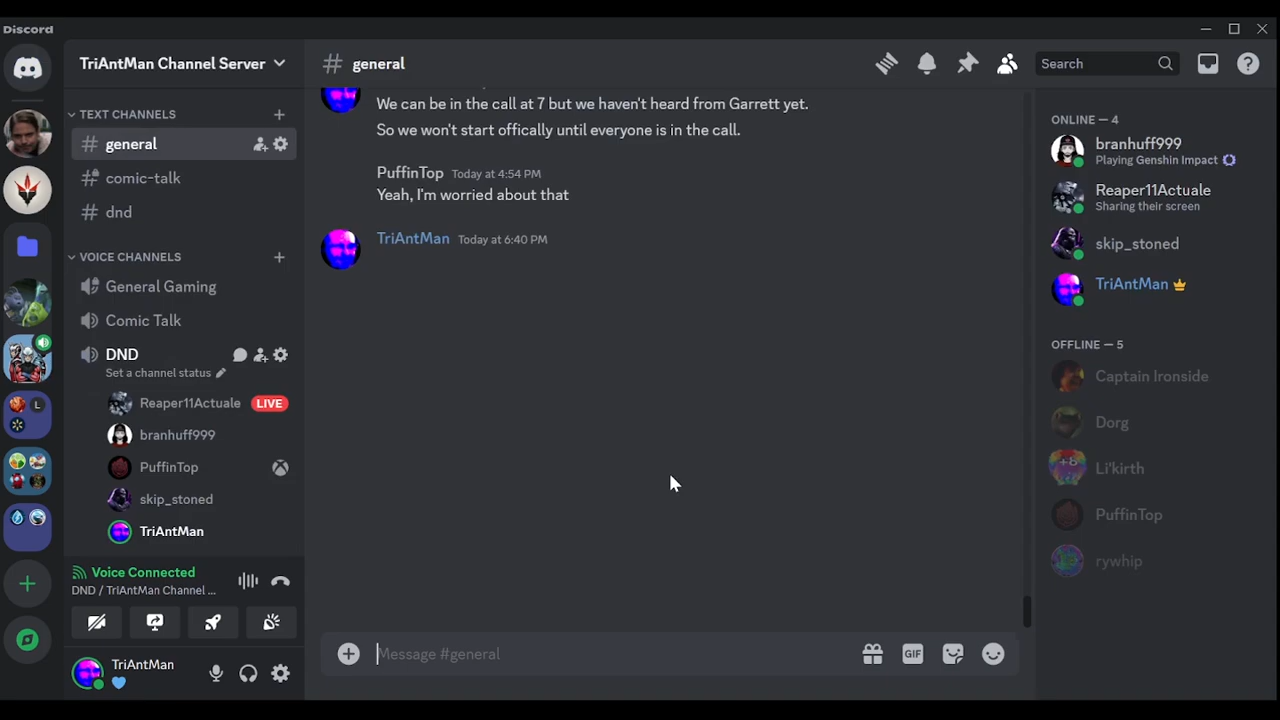 Discord
TriAntMan Channel Server
general
Search
TEXT CHANNELS
general
comic-talk
dnd
VOICE CHANNELS
General Gaming
Comic Talk
DND
Set a channel status
Reaper11Actuale
LIVE
branhuff999
PuffinTop
skip_stoned
TriAntMan
Voice Connected
DND / TriAntMan Channel ...
TriAntMan
L
We can be in the call at 7 but we haven't heard from Garrett yet.
So we won't start offically until everyone is in the call.
PuffinTop Today at 4:54 PM
Yeah, I'm worried about that
TriAntMan Today at 6:40 PM
Message #general
GIF
ONLINE — 4
branhuff999
Playing Genshin Impact
Reaper11Actuale
Sharing their screen
skip_stoned
TriAntMan
OFFLINE — 5
Captain Ironside
Dorg
+8
Li'kirth
PuffinTop
rywhip